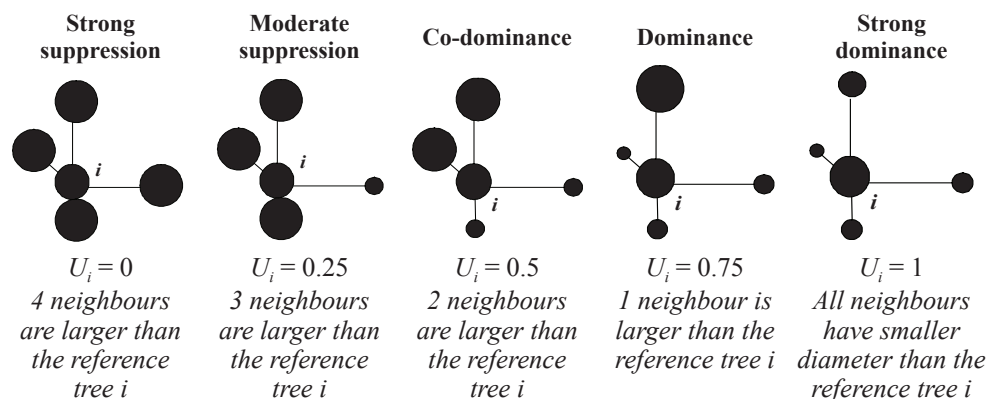 Strong
suppression
Moderate
suppression
Co-dominance
Dominance
Strong
dominance
i
i
i
i
i
U_i = 0
U_i = 0.25
U_i = 0.5
U_i = 0.75
U_i = 1
4 neighbours
are larger than
the reference
tree i
3 neighbours
are larger than
the reference
tree i
2 neighbours
are larger than
the reference
tree i
1 neighbour is
larger than the
reference tree i
All neighbours
have smaller
diameter than the
reference tree i